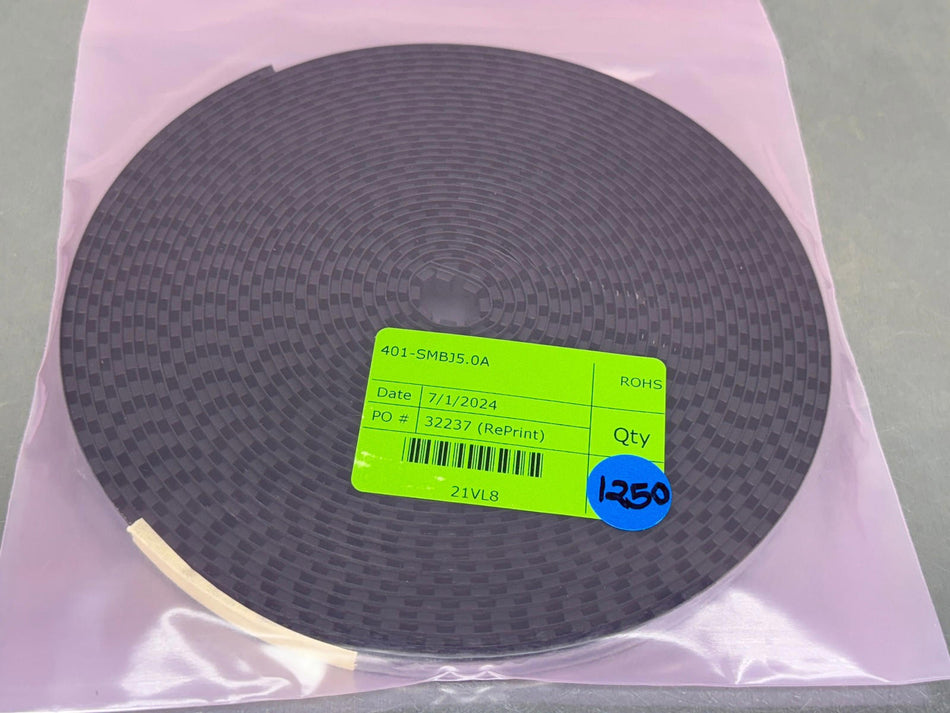 401-SMBJ5.0A
ROHS
Date 7/1/2024
PO # 32237 (RePrint)
Qty
1250
21VL8